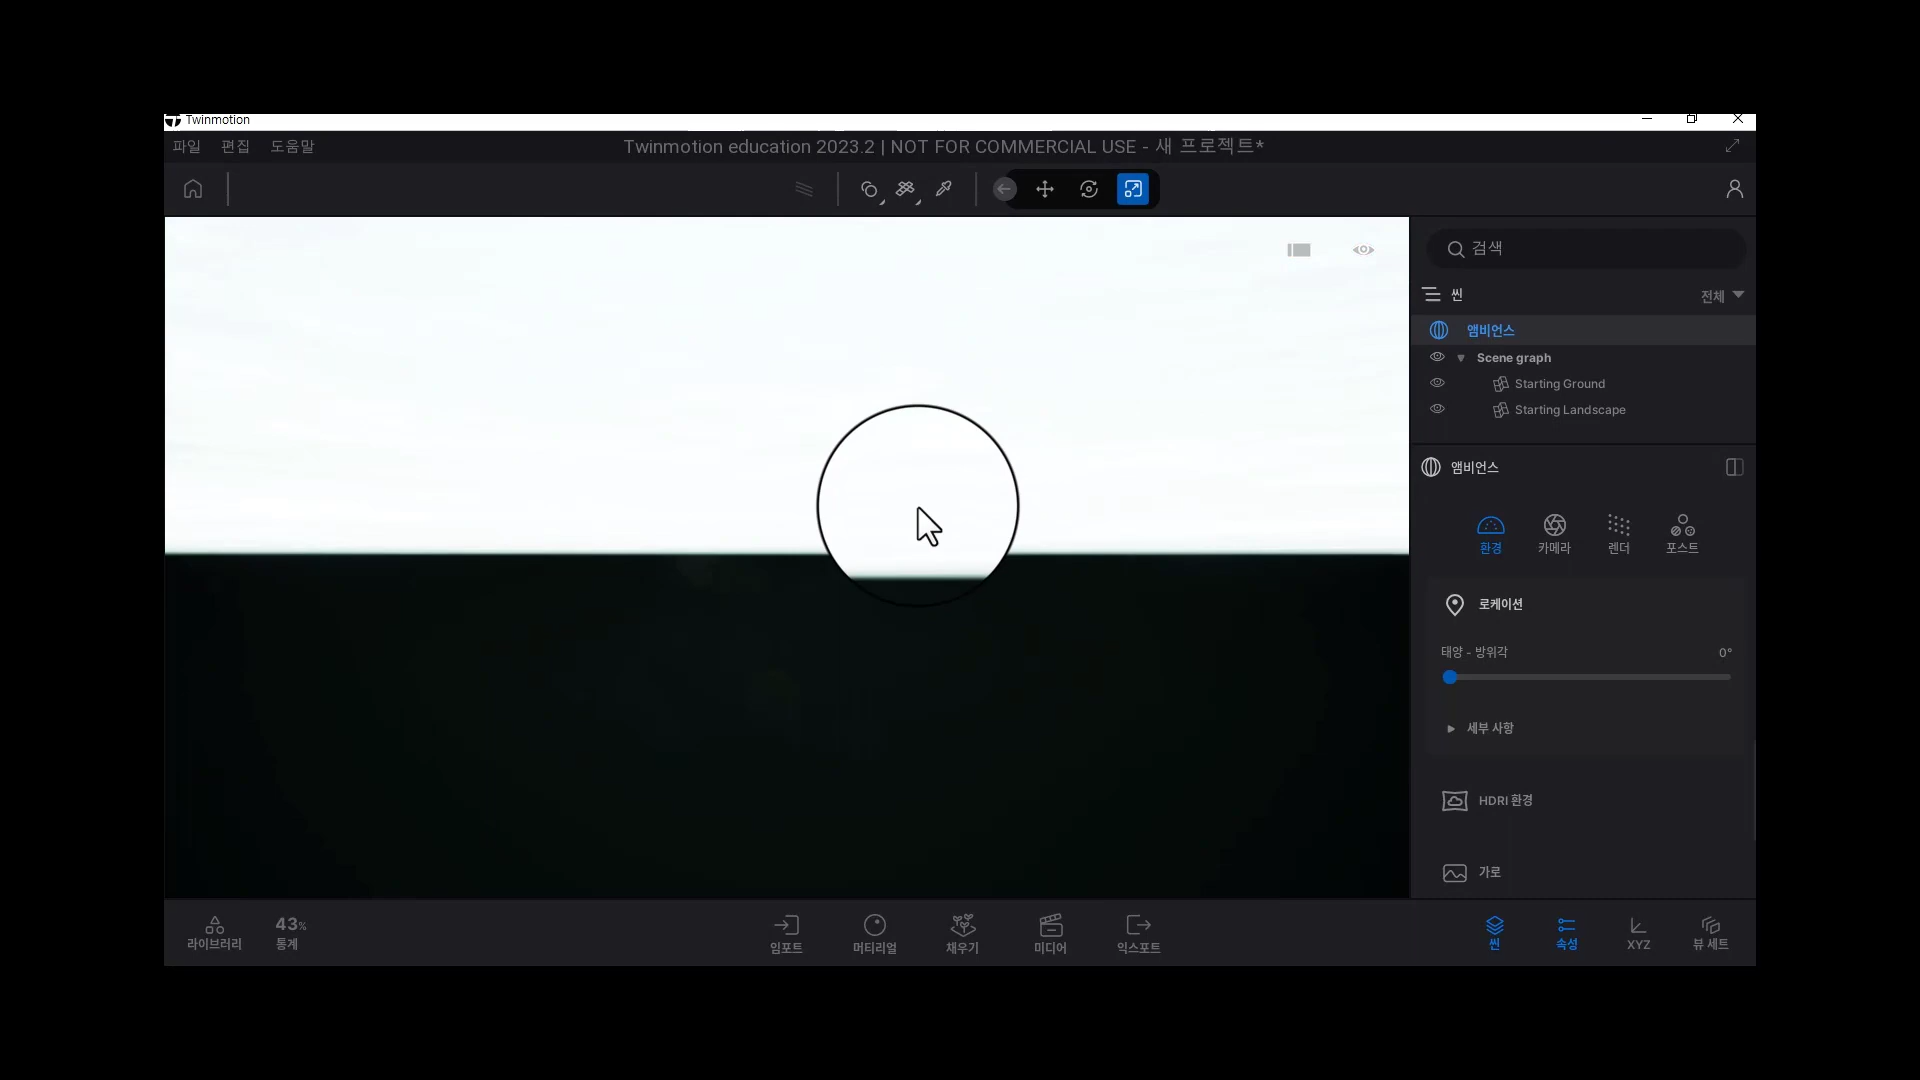 Twinmotion
파일 편집 도움말
Twinmotion education 2023.2 | NOT FOR COMMERCIAL USE - 새 프로젝트*
검색
씬 전체
앰비언스
Scene graph
Starting Ground
Starting Landscape
앰비언스
환경 카메라 렌더 포스트
로케이션
태양 - 방위각 0°
세부 사항
HDRI 환경
가로
43%
라이브러리 통계 임포트 머티리얼 채우기 미디어 익스포트 씬 속성 XYZ 뷰 세트